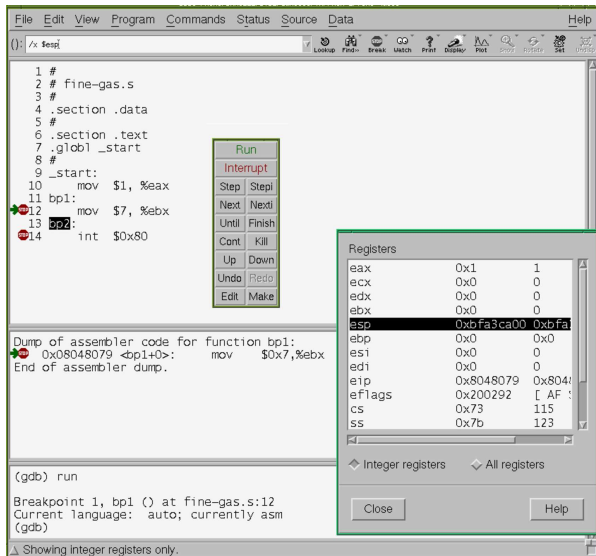 File Edit View Program Commands Status Source Data Help
(): /x $esp
Lookup Find» Break Watch Print Display Plot Rotate Set
1 #
2 # fine-gas.s
3 #
4 .section .data
5 #
6 .section .text
7 .globl _start
8 #
9 _start:
10 mov $1, %eax
11 bp1:
12 mov $7, %ebx
13 bp2:
14 int $0x80
Run
Interrupt
Step Stepi
Next Nexti
Until Finish
Cont Kill
Up Down
Undo Redo
Edit Make
Dump of assembler code for function bp1:
0x08048079 <bp1+0>: mov $0x7,%ebx
End of assembler dump.
Registers
eax 0x1 1
ecx 0x0 0
edx 0x0 0
ebx 0x0 0
esp 0xbfa3ca00 0xbfa
ebp 0x0 0x0
esi 0x0 0
edi 0x0 0
eip 0x8048079 0x804
eflags 0x200292 [ AF
cs 0x73 115
ss 0x7b 123
Integer registers All registers
Close Help
(gdb) run
Breakpoint 1, bp1 () at fine-gas.s:12
Current language: auto; currently asm
(gdb)
Showing integer registers only.